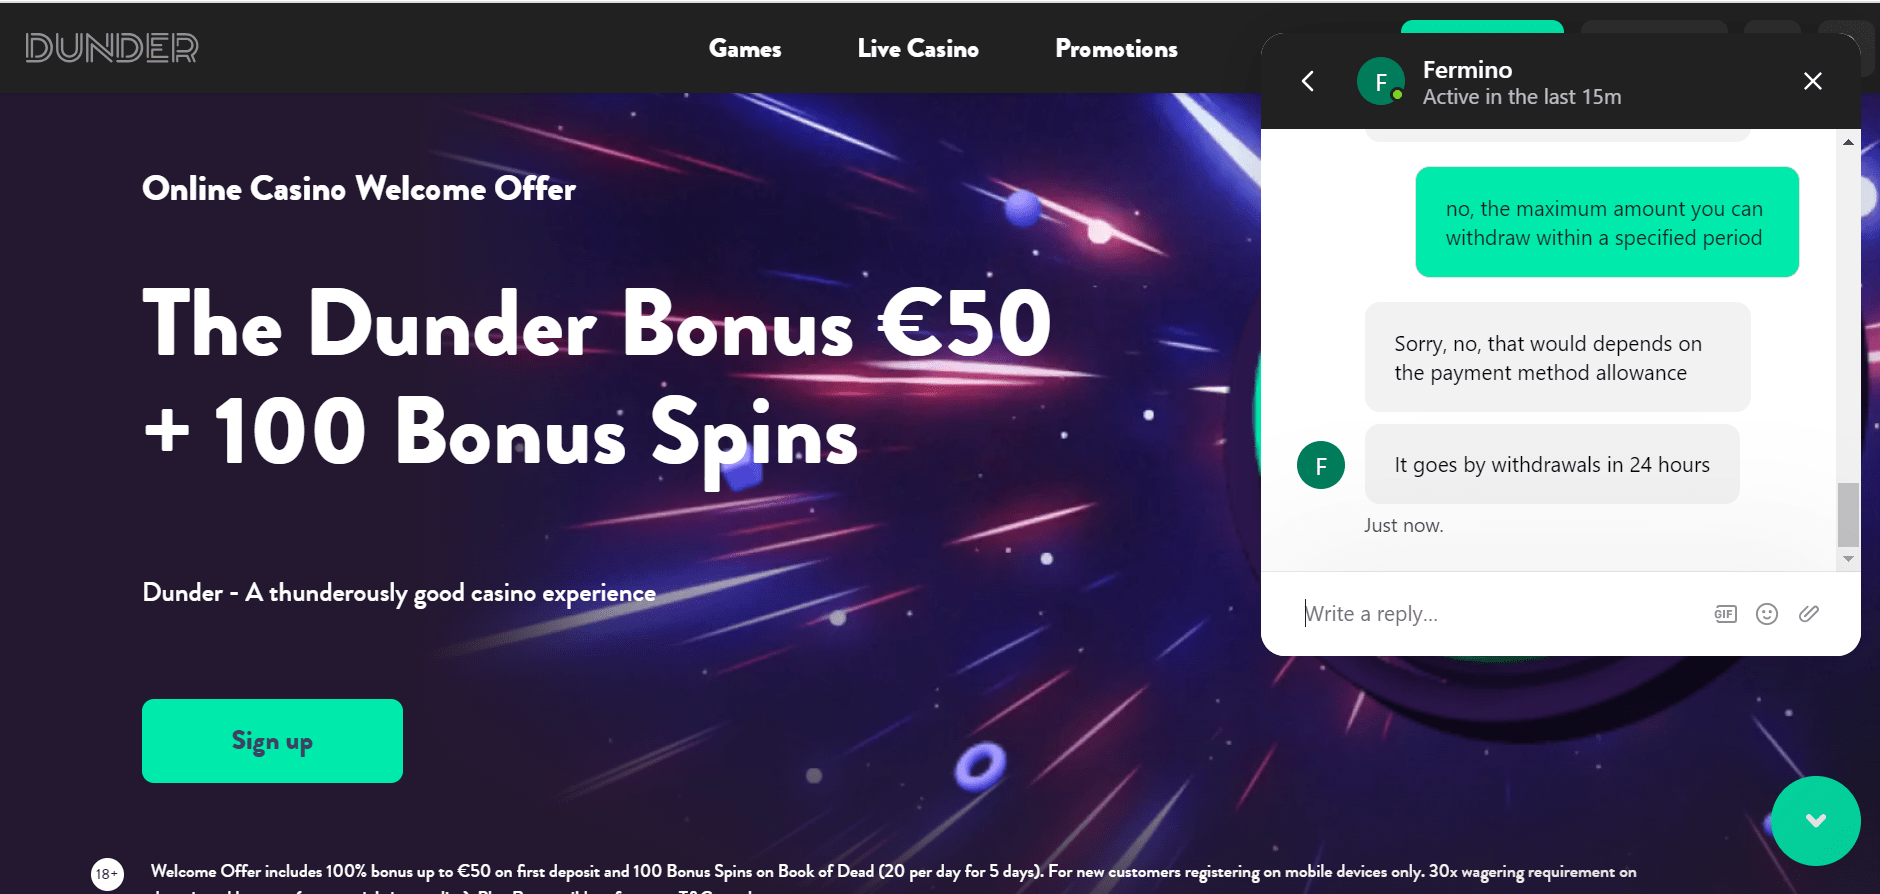 DUNDER
Games
Live Casino
Promotions
Online Casino Welcome Offer
The Dunder Bonus €50
+ 100 Bonus Spins
Dunder - A thunderously good casino experience
Sign up
18+
Welcome Offer includes 100% bonus up to €50 on first deposit and 100 Bonus Spins on Book of Dead (20 per day for 5 days). For new customers registering on mobile devices only. 30x wagering requirement on
F
Fermino
Active in the last 15m
no, the maximum amount you can
withdraw within a specified period
Sorry, no, that would depends on
the payment method allowance
F
It goes by withdrawals in 24 hours
Just now.
Write a reply...
GIF